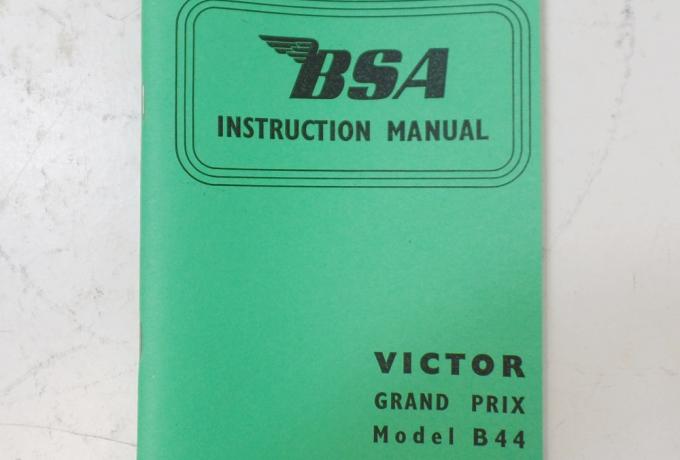 BSA
INSTRUCTION MANUAL
VICTOR
GRAND PRIX
Model B44